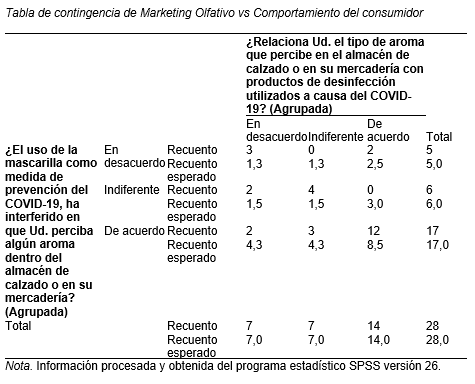 Tabla de contingencia de Marketing Olfativo vs Comportamiento del consumidor
¿Relaciona Ud. el tipo de aroma
que percibe en el almacén de
calzado o en su mercadería con
productos de desinfección
utilizados a causa del COVID-
19? (Agrupada)
En desacuerdo Indiferente De acuerdo Total
¿El uso de la
mascarilla como
medida de
prevención del
COVID-19, ha
interferido en
que Ud. perciba
algún aroma
dentro del
almacén de
calzado o en su
mercadería?
(Agrupada)
En desacuerdo Recuento 3 0 2 5
Recuento esperado 1,3 1,3 2,5 5,0
Indiferente Recuento 2 4 0 6
Recuento esperado 1,5 1,5 3,0 6,0
De acuerdo Recuento 2 3 12 17
Recuento esperado 4,3 4,3 8,5 17,0
Total Recuento 7 7 14 28
Recuento esperado 7,0 7,0 14,0 28,0
Nota. Información procesada y obtenida del programa estadístico SPSS versión 26.